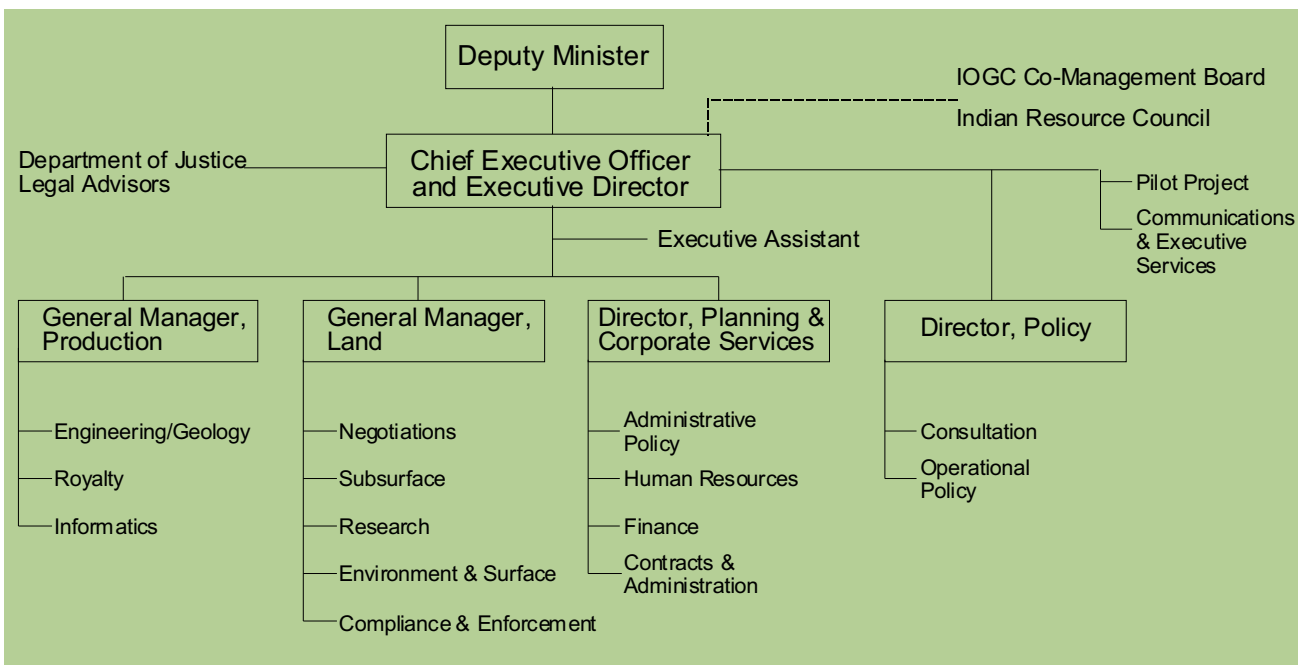 Deputy Minister
IOGC Co-Management Board
Indian Resource Council
Department of Justice
Legal Advisors
Chief Executive Officer
and Executive Director
Pilot Project
Communications
& Executive
Services
Executive Assistant
General Manager,
Production
General Manager,
Land
Director, Planning &
Corporate Services
Director, Policy
Engineering/Geology
Royalty
Informatics
Negotiations
Subsurface
Research
Environment & Surface
Compliance & Enforcement
Administrative
Policy
Human Resources
Finance
Contracts &
Administration
Consultation
Operational
Policy